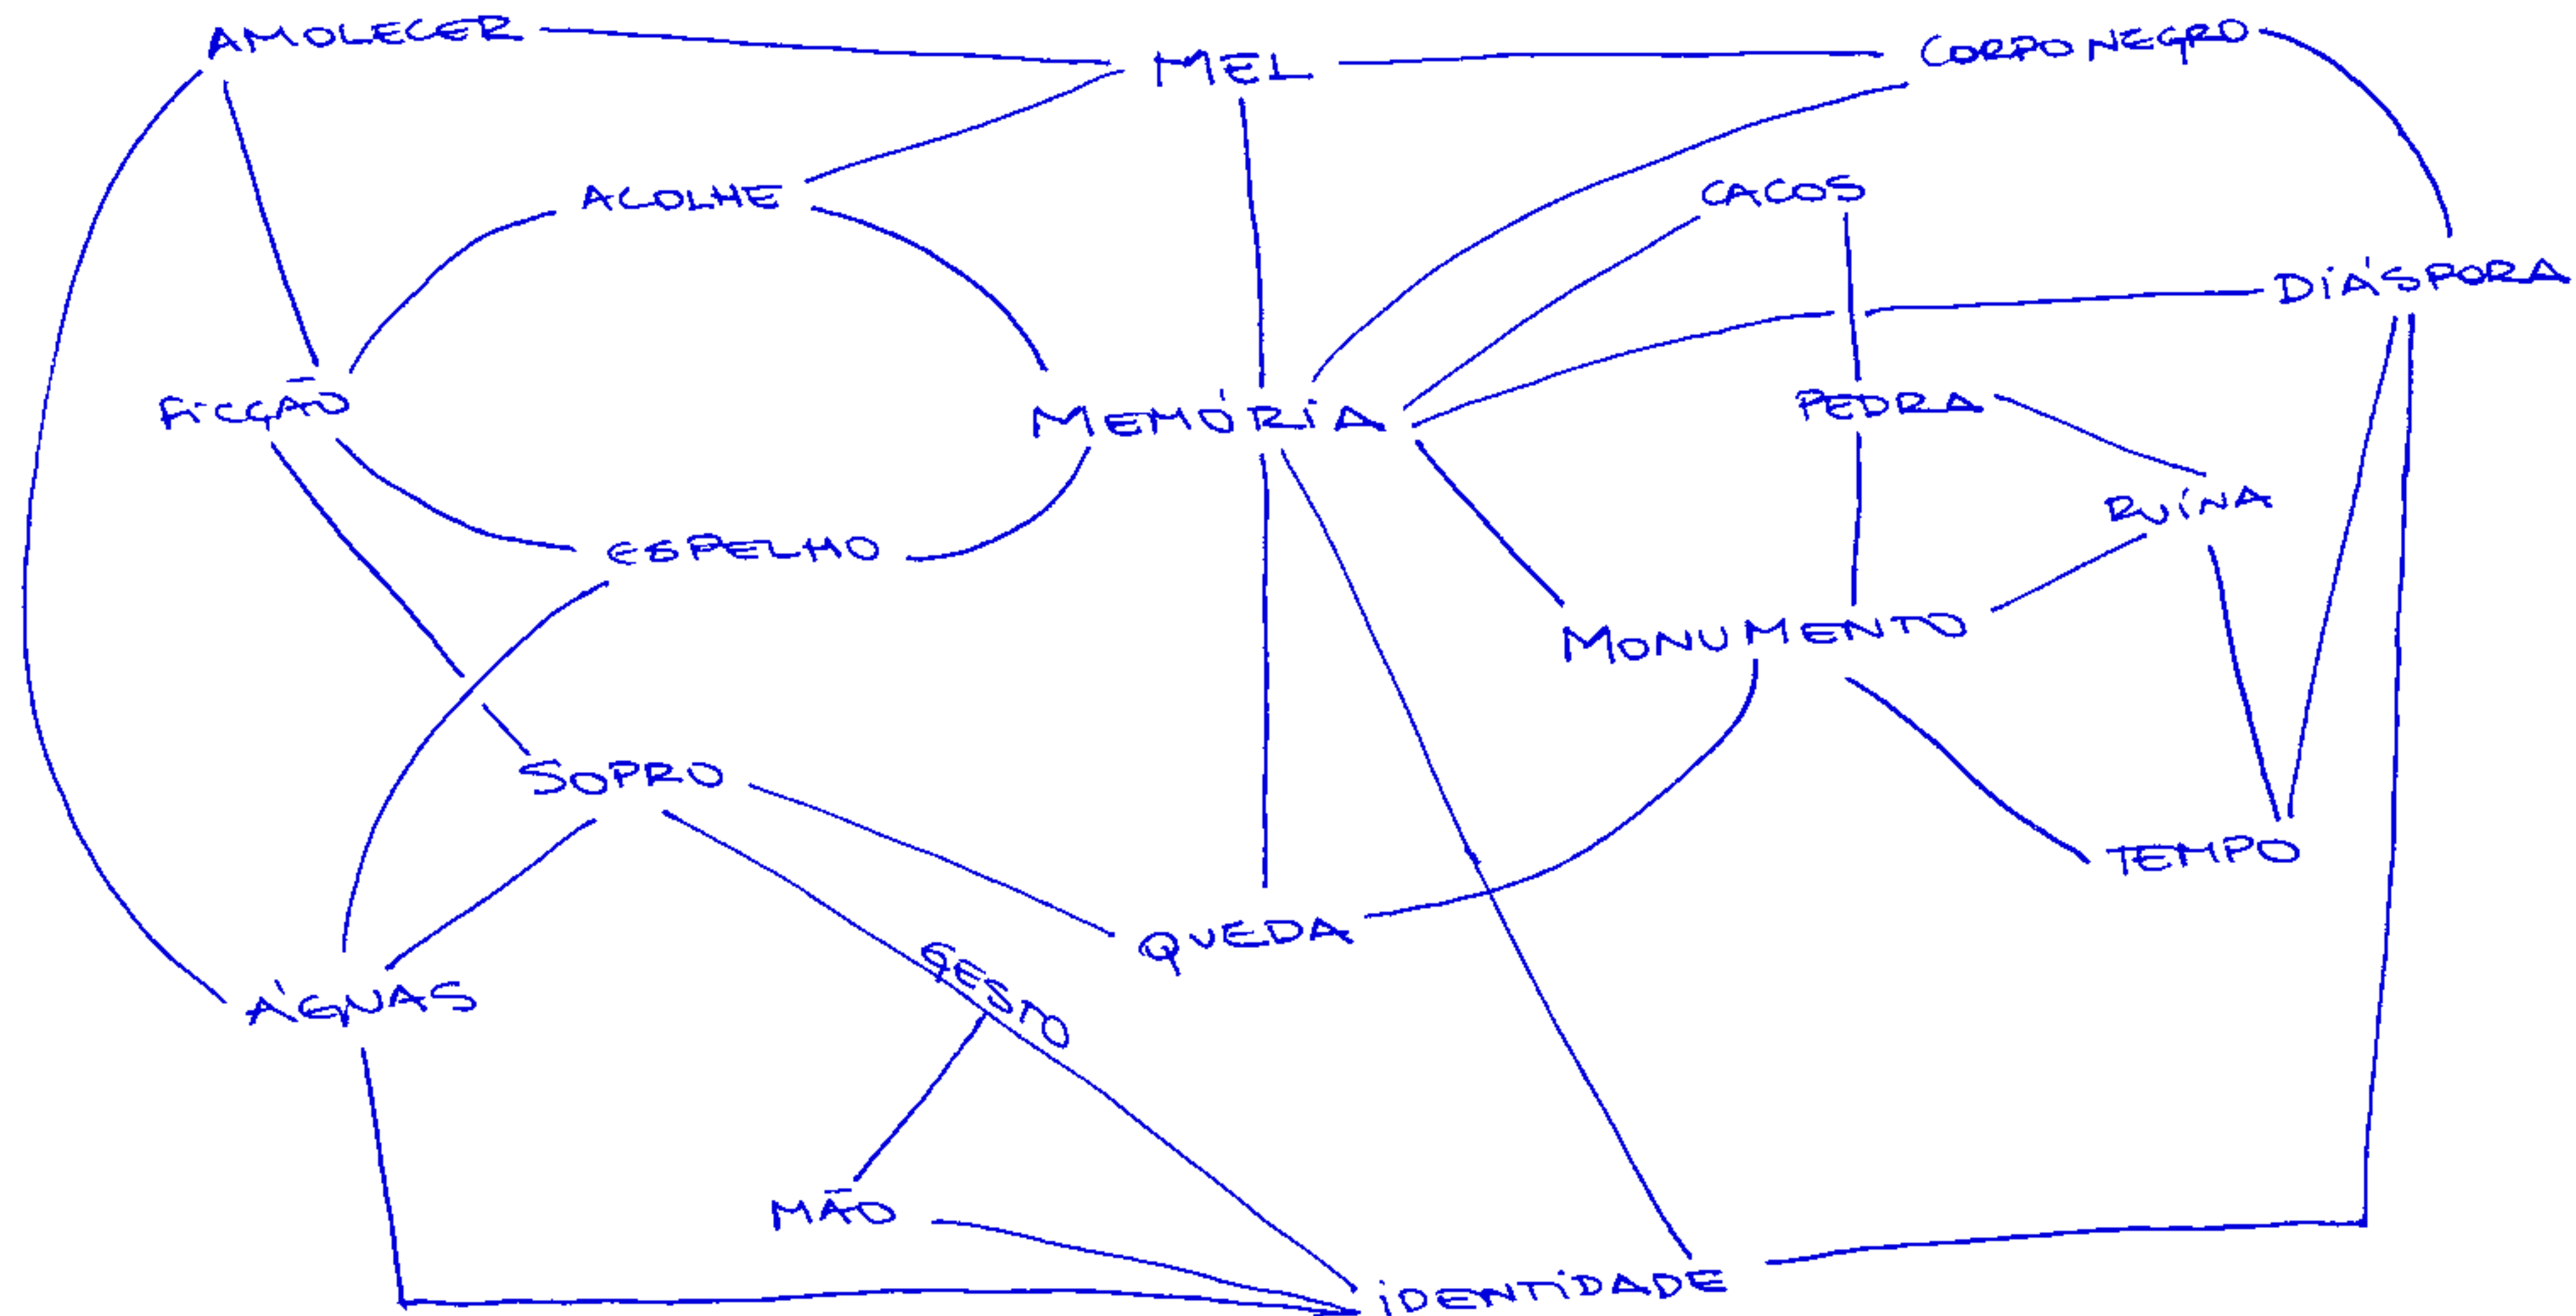 AMOLECER
MEL
CORPO NEGRO
ACOLHE
CACOS
DIÁSPORA
FICÇÃO
MEMÓRIA
PEDRA
RUÍNA
ESPELHO
MONUMENTO
SOPRO
TEMPO
QUEDA
GESTO
ÁGUAS
MÃO
IDENTIDADE